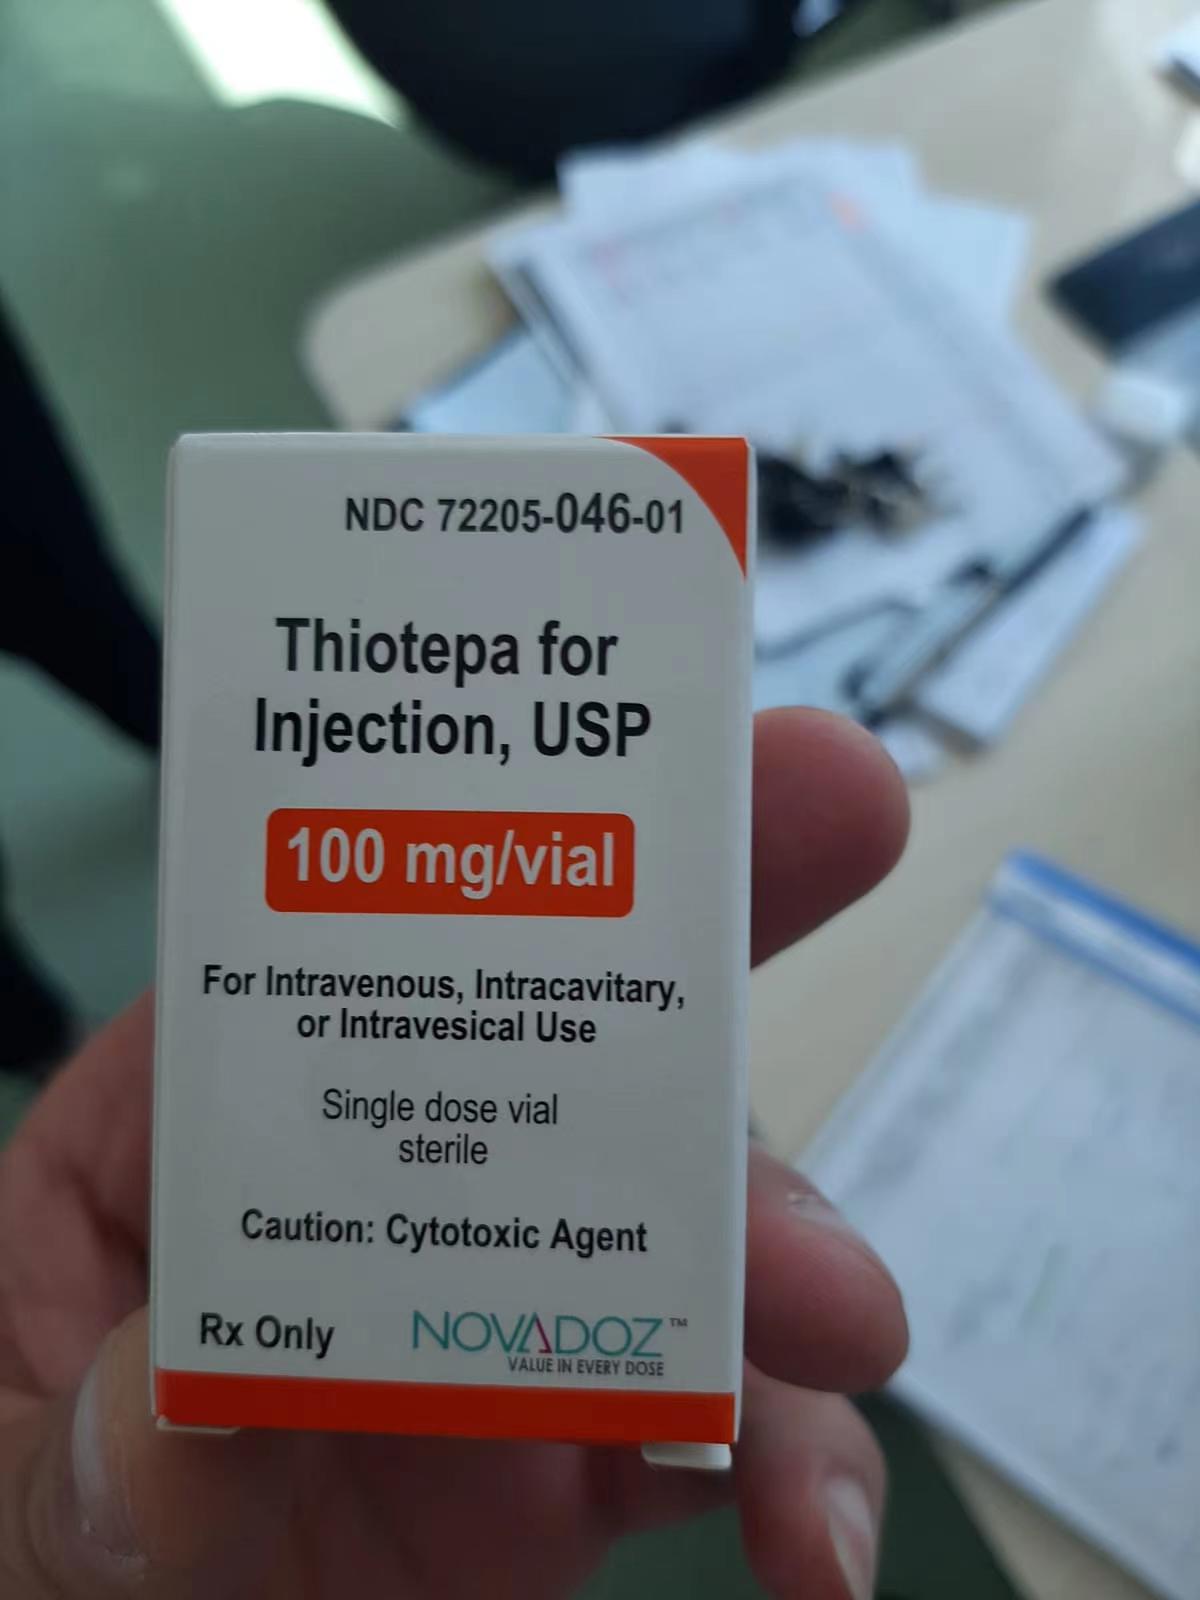 NDC 72205-046-01
Thiotepa for
Injection, USP
100 mg/vial
For Intravenous, Intracavitary,
or Intravesical Use
Single dose vial
sterile
Caution: Cytotoxic Agent
Rx Only
NOVADOZ™
VALUE IN EVERY DOSE